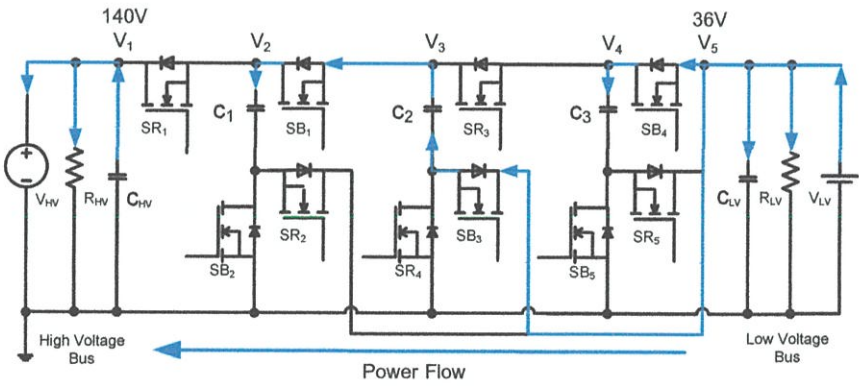 140V
36V
V1
V2
V3
V4
V5
SR1
C1
SB1
C2
SR3
C3
SB4
VHV
RHV
CHV
SB2
SR2
SR4
SB3
SB5
SR5
CLV
RLV
VLV
High Voltage
Bus
Low Voltage
Bus
Power Flow